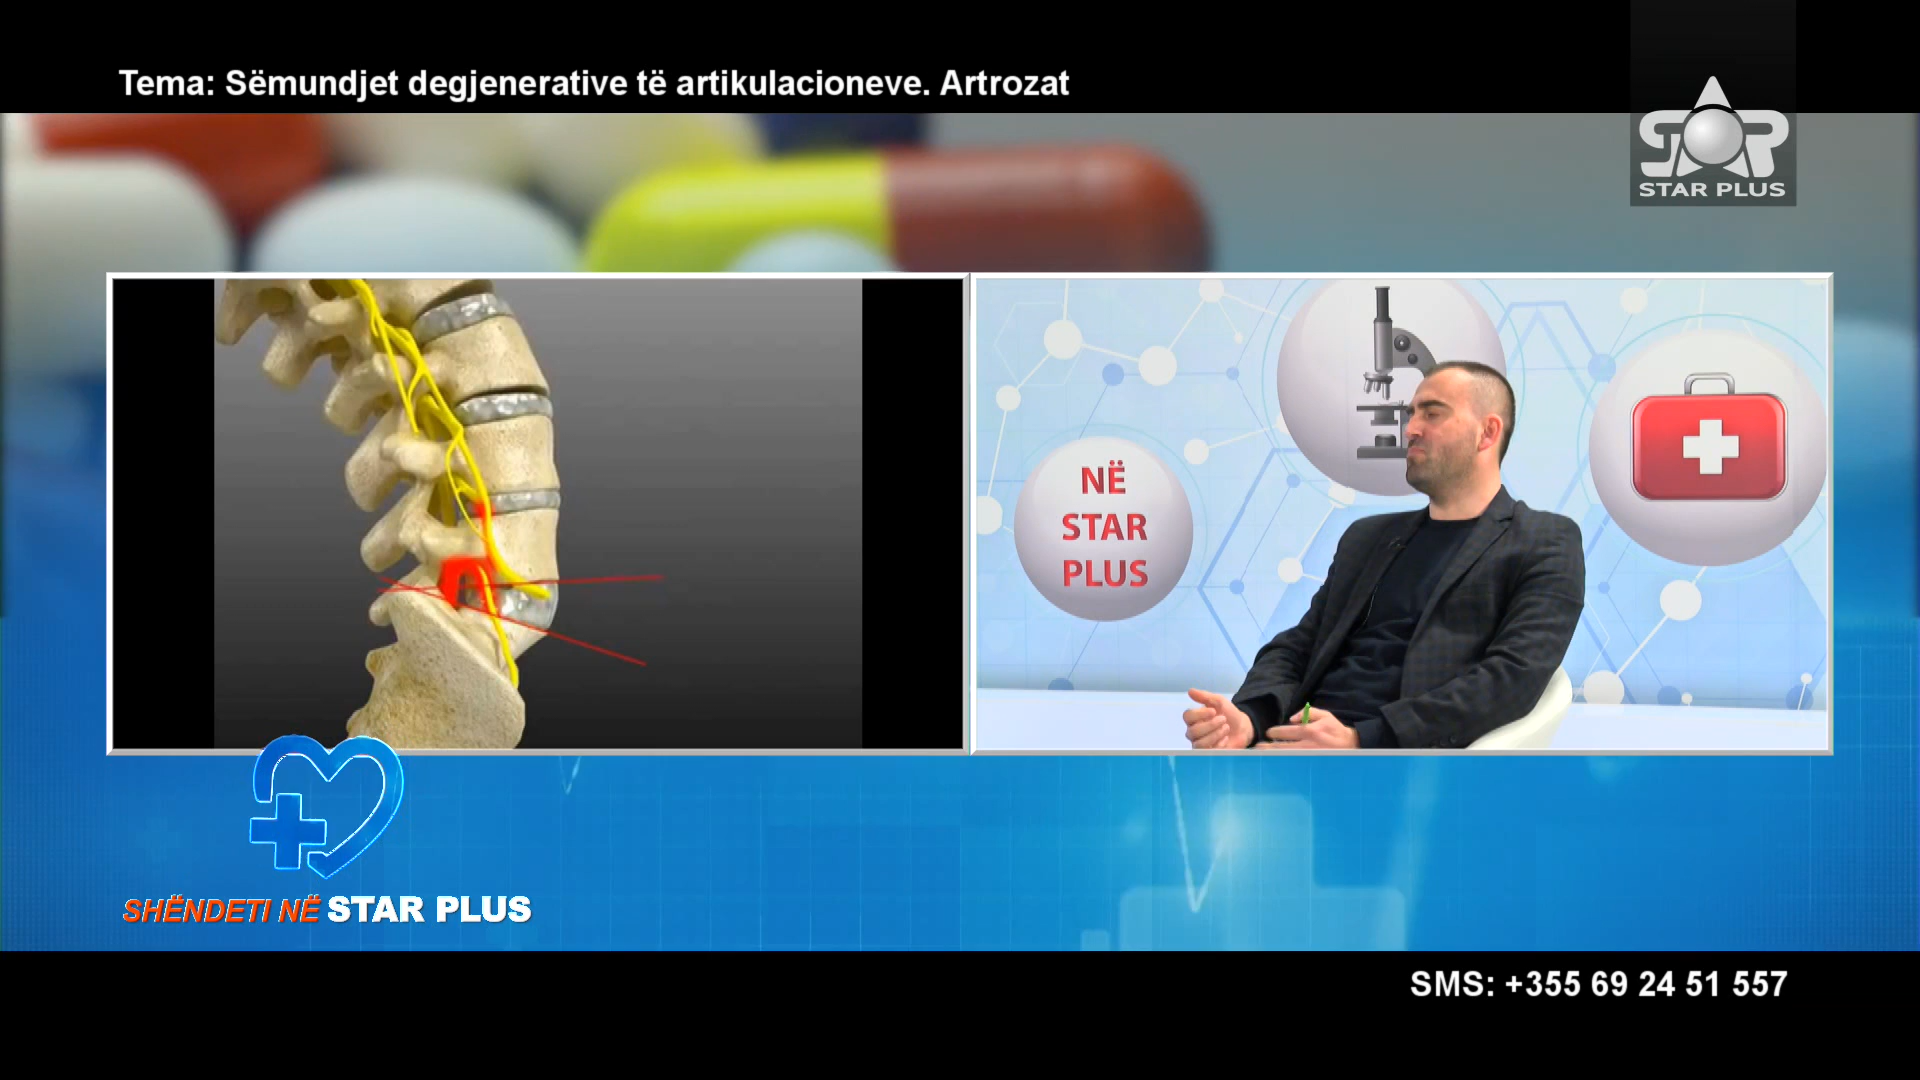 Tema: Sëmundjet degjenerative të artikulacioneve. Artrozat
STAR PLUS
NË
STAR
PLUS
SHËNDETI NË STAR PLUS
SMS: +355 69 24 51 557